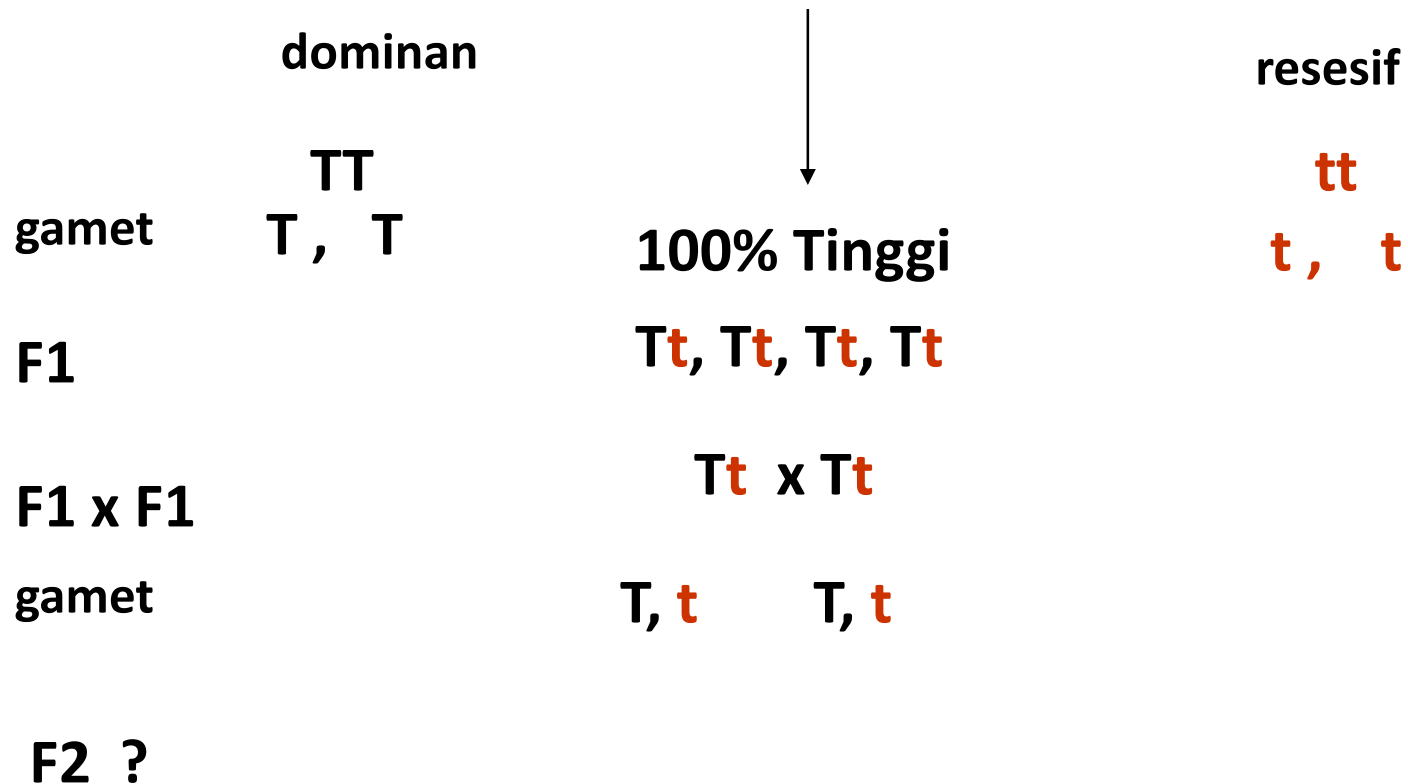 dominan
resesif
TT
tt
gamet T , T
100% Tinggi
t , t
F1
Tt, Tt, Tt, Tt
F1 x F1
Tt x Tt
gamet
T, t T, t
F2 ?